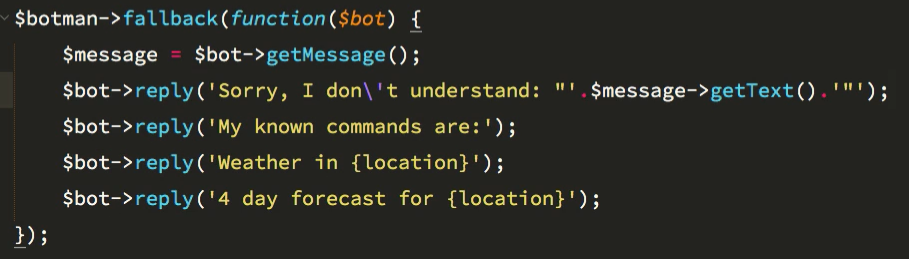 $botman->fallback(function($bot) {
    $message = $bot->getMessage();
    $bot->reply('Sorry, I don\'t understand: "'.$message->getText().'"');
    $bot->reply('My known commands are:');
    $bot->reply('Weather in {location}');
    $bot->reply('4 day forecast for {location}');
});